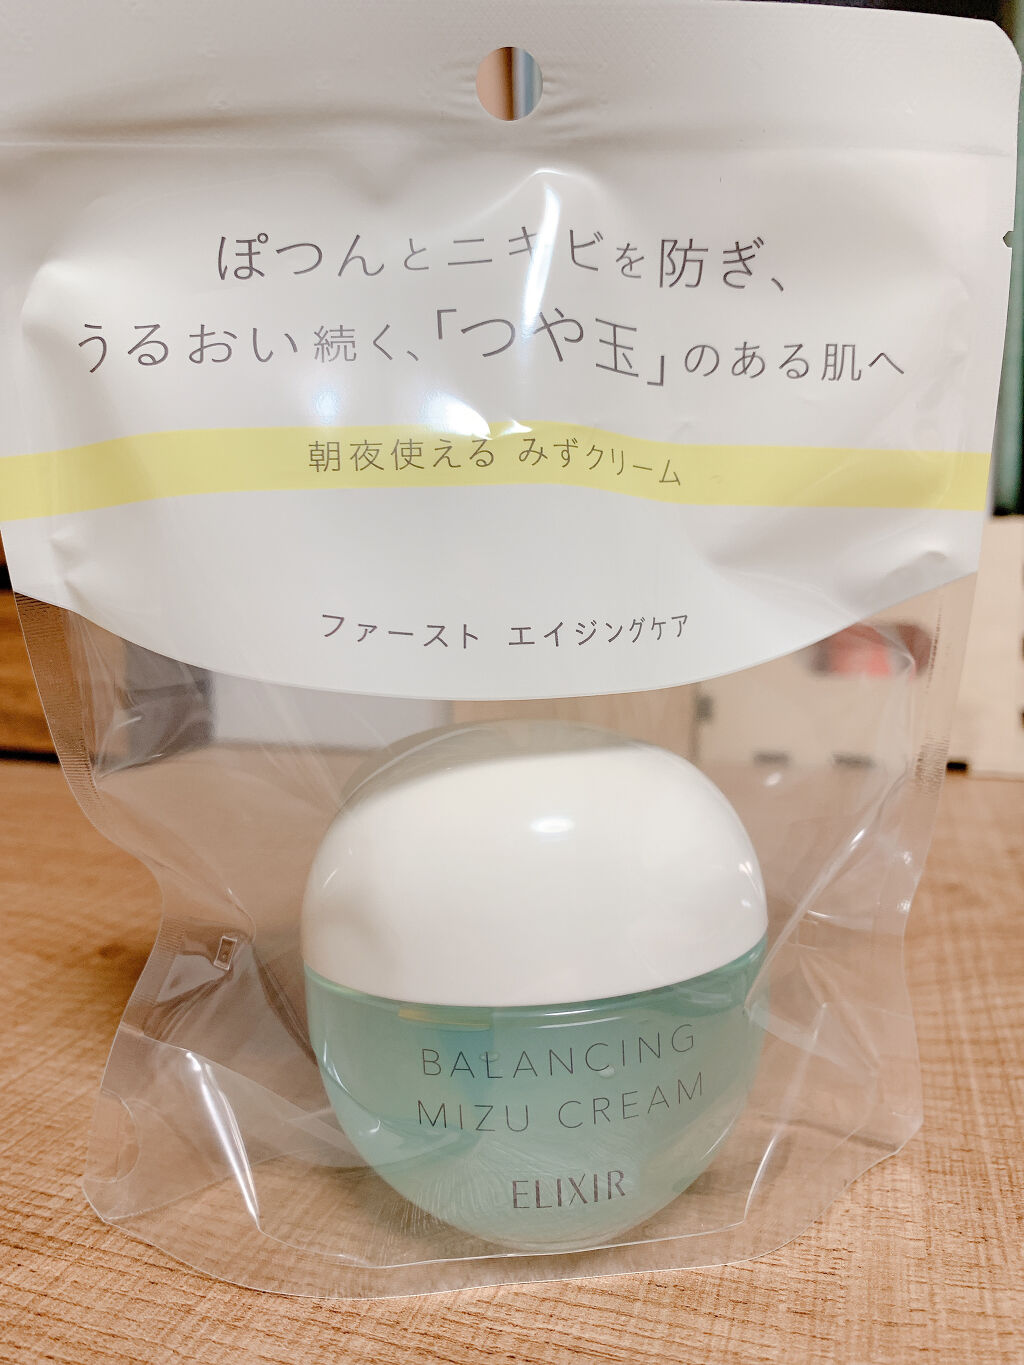 ぽつんとニキビを防ぎ、
うるおい続く、「つや玉」のある肌へ
朝夜使える みずクリーム
ファースト エイジングケア
BALANCING
MIZU CREAM
ELIXIR